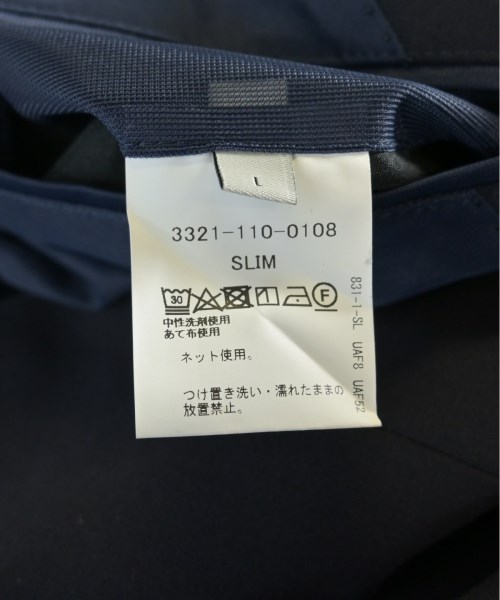 L
3321-110-0108
SLIM
30
F
中性洗剤使用
あて布使用
ネット使用。
つけ置き洗い・濡れたままの
放置禁止。
831-1-SL UAF8 UAF52